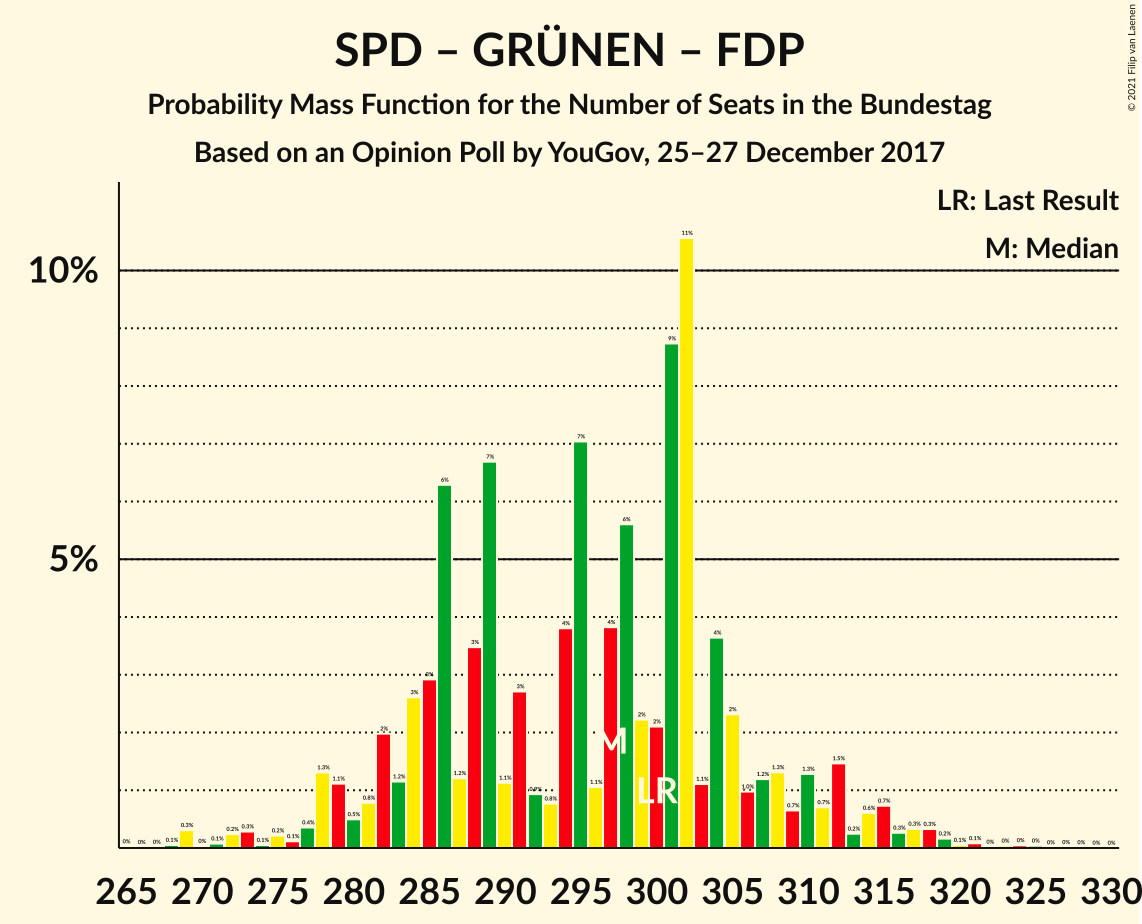 SPD – GRÜNEN – FDP
Probability Mass Function for the Number of Seats in the Bundestag
Based on an Opinion Poll by YouGov, 25–27 December 2017
© 2021 Filip van Laenen
LR: Last Result
M: Median
10%
5%
0% 0% 0% 0.1% 0.3% 0% 0.1% 0.2% 0.3% 0.1% 0.2% 0.1% 0.4% 1.3% 1.1% 0.5% 0.8% 2% 1.2% 3% 3% 6% 1.2% 3% 7% 1.1% 3% 0.9% 0.8% 4% 7% 1.1% 4% 6% 2% 2% 9% 11% 1.1% 4% 2% 1.0% 1.2% 1.3% 0.7% 1.3% 0.7% 1.5% 0.2% 0.6% 0.7% 0.3% 0.3% 0.3% 0.2% 0.1% 0.1% 0% 0% 0% 0% 0% 0% 0% 0% 0%
M
LR
265 270 275 280 285 290 295 300 305 310 315 320 325 330